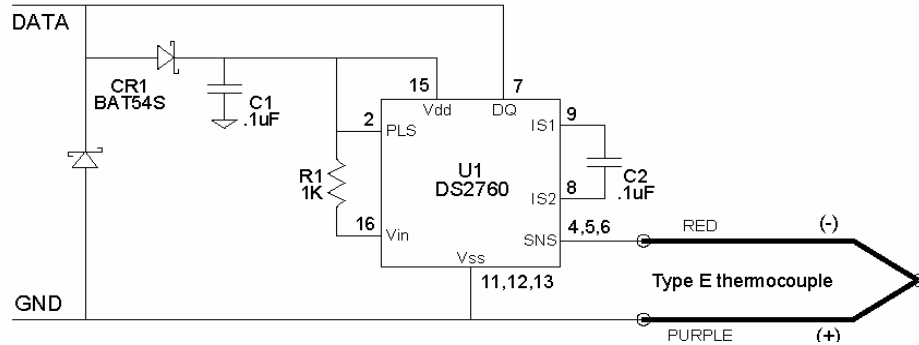 DATA
CR1
BAT54S
C1
.1uF
15
7
Vdd
DQ
2
PLS
9
IS1
R1
1K
U1
DS2760
C2
.1uF
8
IS2
16
Vin
4,5,6
SNS
RED
(-)
Vss
11,12,13
Type E thermocouple
GND
PURPLE
(+)